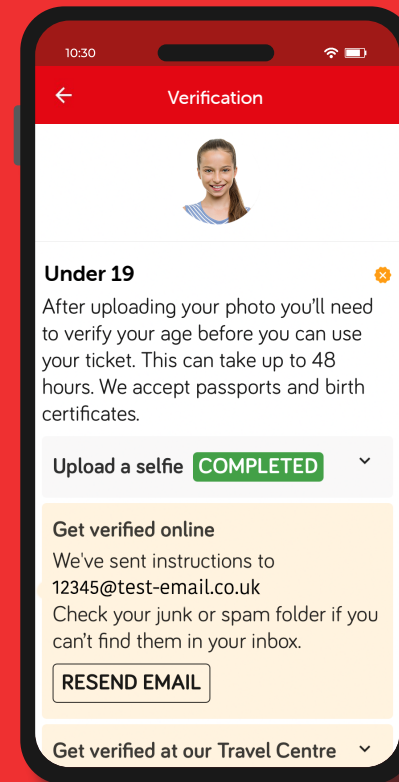 10:30
Verification
Under 19
After uploading your photo you'll need
to verify your age before you can use
your ticket. This can take up to 48
hours. We accept passports and birth
certificates.
Upload a selfie COMPLETED
Get verified online
We've sent instructions to
12345@test-email.co.uk
Check your junk or spam folder if you
can't find them in your inbox.
RESEND EMAIL
Get verified at our Travel Centre